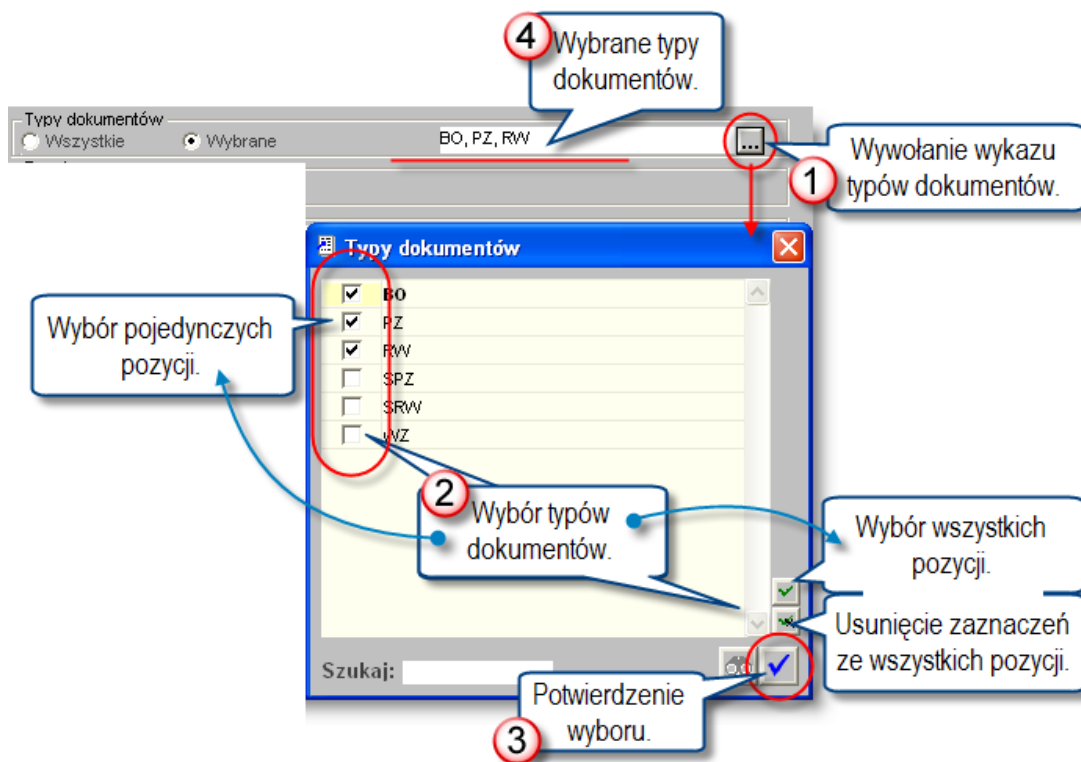 4
Wybrane typy
dokumentów.
Typy dokumentów
Wszystkie
Wybrane
BO, PZ, RW
...
1
Wywołanie wykazu
typów dokumentów.
Typy dokumentów
BO
PZ
RW
SPZ
SRW
WZ
Wybór pojedynczych
pozycji.
2
Wybór typów
dokumentów.
Wybór wszystkich
pozycji.
Usunięcie zaznaczeń
ze wszystkich pozycji.
Szukaj:
Potwierdzenie
wyboru.
3